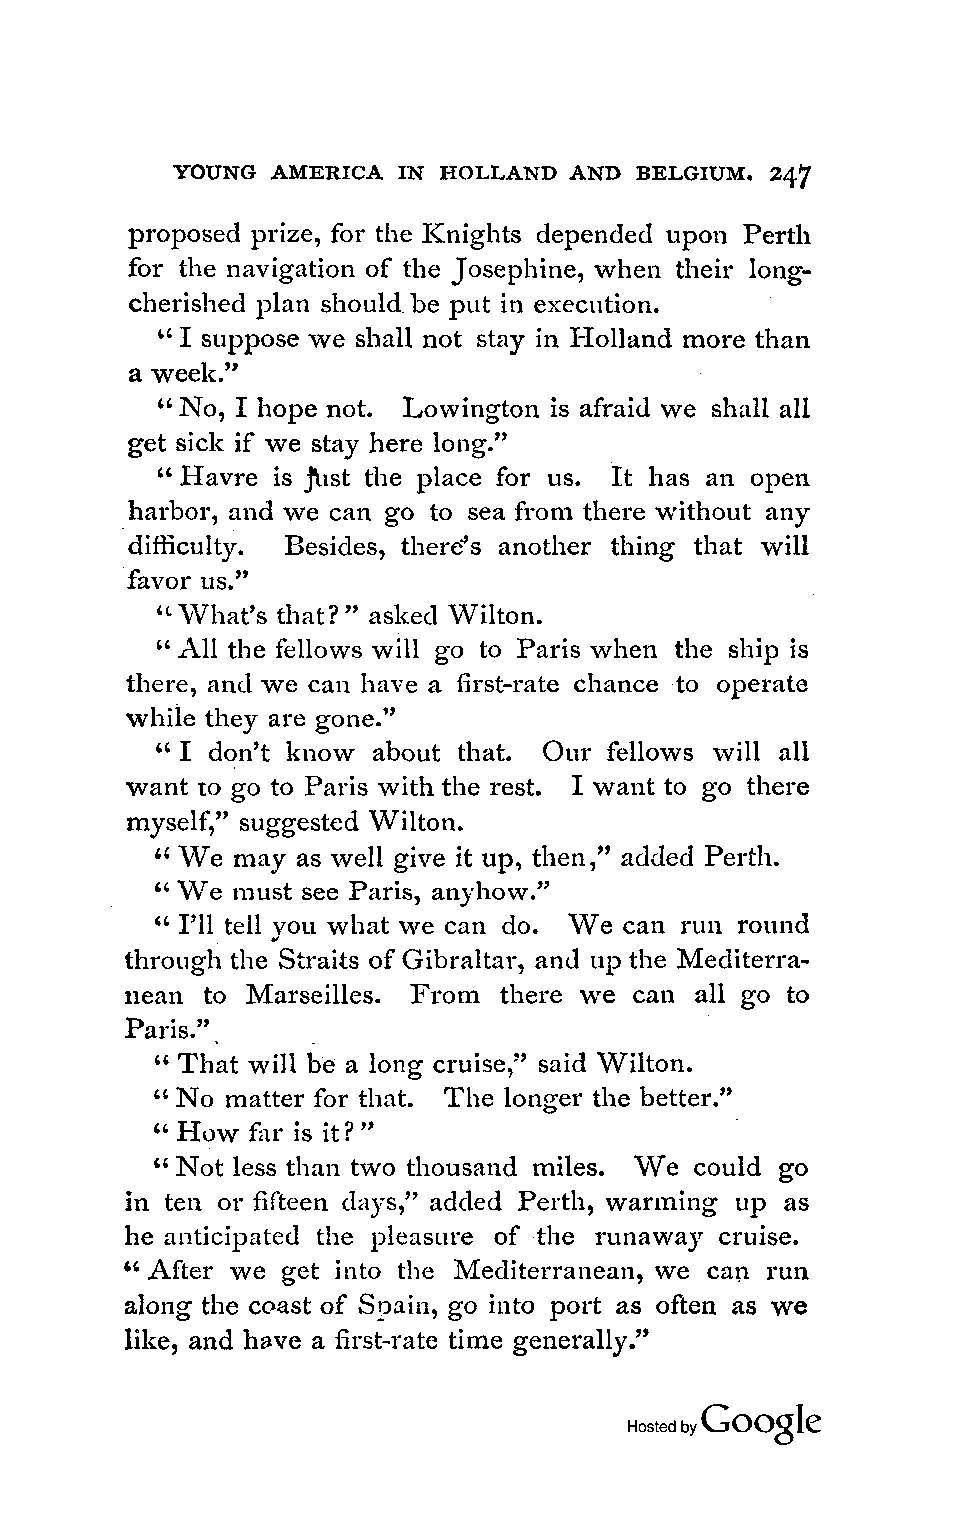 YOUNG AMERICA IN HOLLAND AND BELGIUM. 247
proposed prize, for the Knights depended upon Perth
for the navigation of the Josephine, when their long-
cherished plan should be put in execution.
“ I suppose we shall not stay in Holland more than
a week.”
“ No, I hope not. Lowington is afraid we shall all
get sick if we stay here long.”
“ Havre is just the place for us. It has an open
harbor, and we can go to sea from there without any
difficulty. Besides, there's another thing that will
favor us.”
“ What's that? ” asked Wilton.
“ All the fellows will go to Paris when the ship is
there, and we can have a first-rate chance to operate
while they are gone.”
“ I don't know about that. Our fellows will all
want to go to Paris with the rest. I want to go there
myself,” suggested Wilton.
“ We may as well give it up, then,” added Perth.
“ We must see Paris, anyhow.”
“ I'll tell you what we can do. We can run round
through the Straits of Gibraltar, and up the Mediterra-
nean to Marseilles. From there we can all go to
Paris.”
“ That will be a long cruise,” said Wilton.
“ No matter for that. The longer the better.”
“ How far is it? ”
“ Not less than two thousand miles. We could go
in ten or fifteen days,” added Perth, warming up as
he anticipated the pleasure of the runaway cruise.
“ After we get into the Mediterranean, we can run
along the coast of Spain, go into port as often as we
like, and have a first-rate time generally.”
Hosted by Google